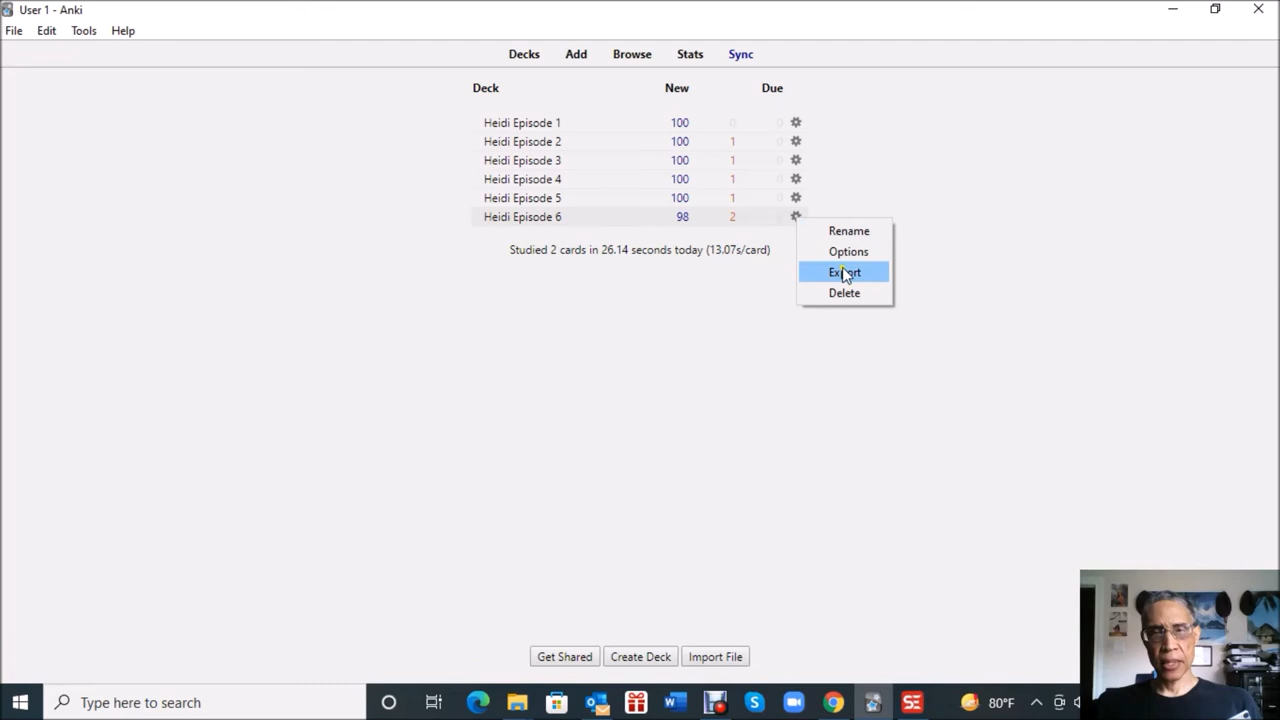 User 1 - Anki
File Edit Tools Help
Decks Add Browse Stats Sync
Deck New Due
Heidi Episode 1 100 0 0
Heidi Episode 2 100 1 0
Heidi Episode 3 100 1 0
Heidi Episode 4 100 1 0
Heidi Episode 5 100 1 0
Heidi Episode 6 98 2
Rename
Studied 2 cards in 26.14 seconds today (13.07s/card)
Options
Export
Delete
Get Shared Create Deck Import File
Type here to search
80°F